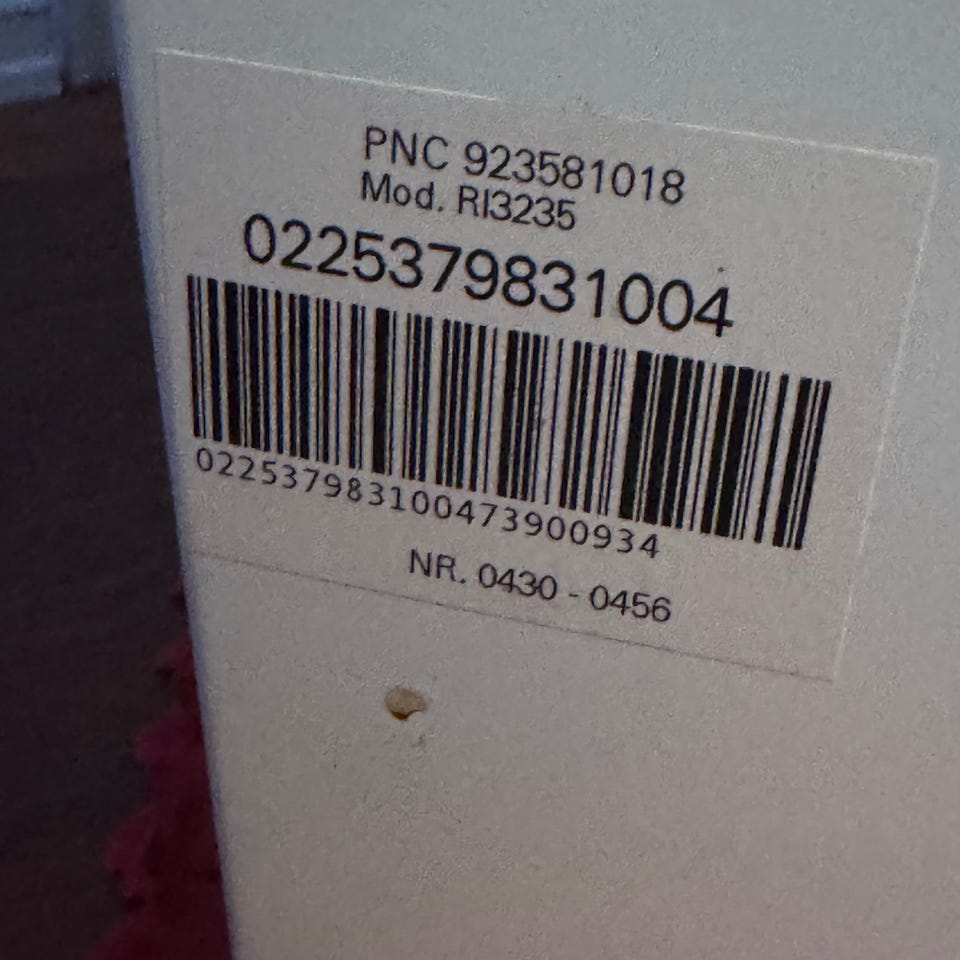 PNC 923581018
Mod. RI3235
0225379831004
022537983100473900934
NR. 0430 - 0456